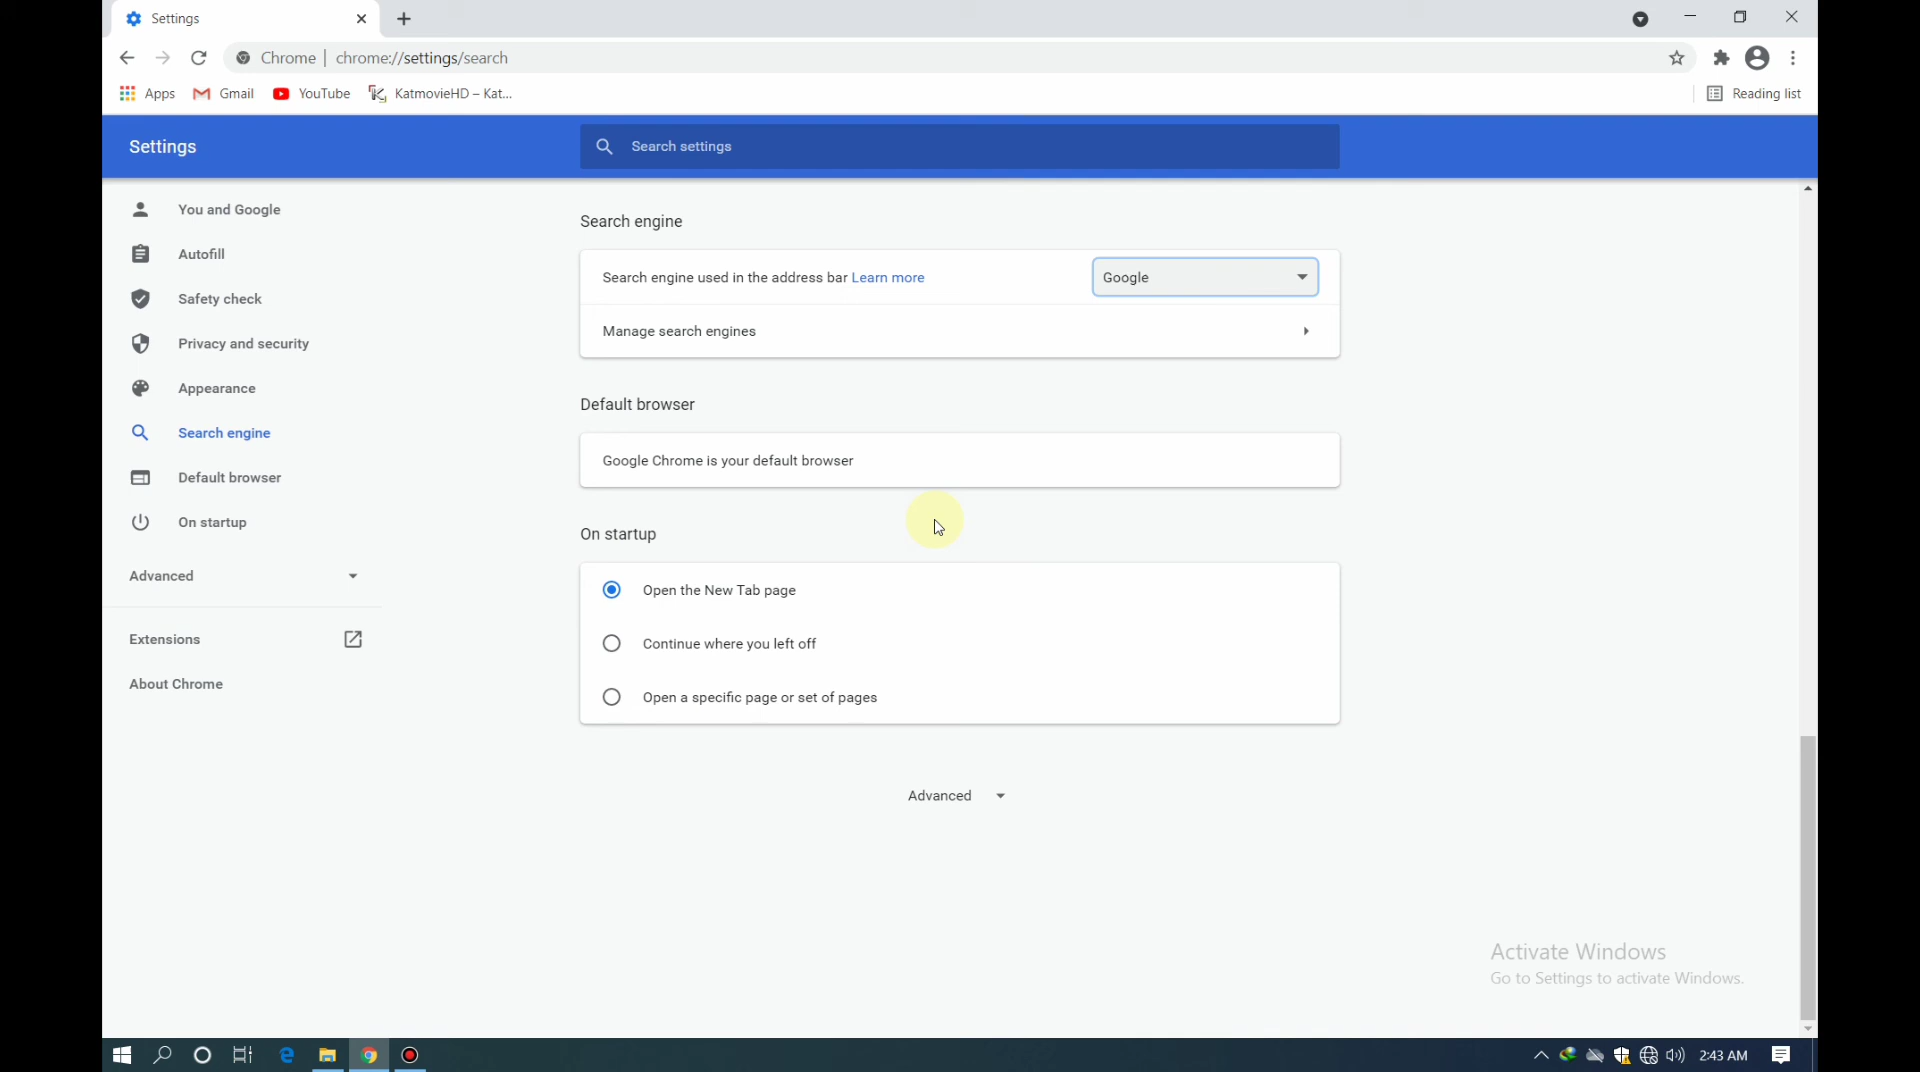 Settings
Chrome | chrome://settings/search
Apps Gmail YouTube KatmovieHD – Kat... Reading list
Settings
Search settings
You and Google
Autofill
Safety check
Privacy and security
Appearance
Search engine
Default browser
On startup
Advanced
Extensions
About Chrome
Search engine
Search engine used in the address bar Learn more
Google
Manage search engines
Default browser
Google Chrome is your default browser
On startup
Open the New Tab page
Continue where you left off
Open a specific page or set of pages
Advanced
Activate Windows
Go to Settings to activate Windows.
2:43 AM